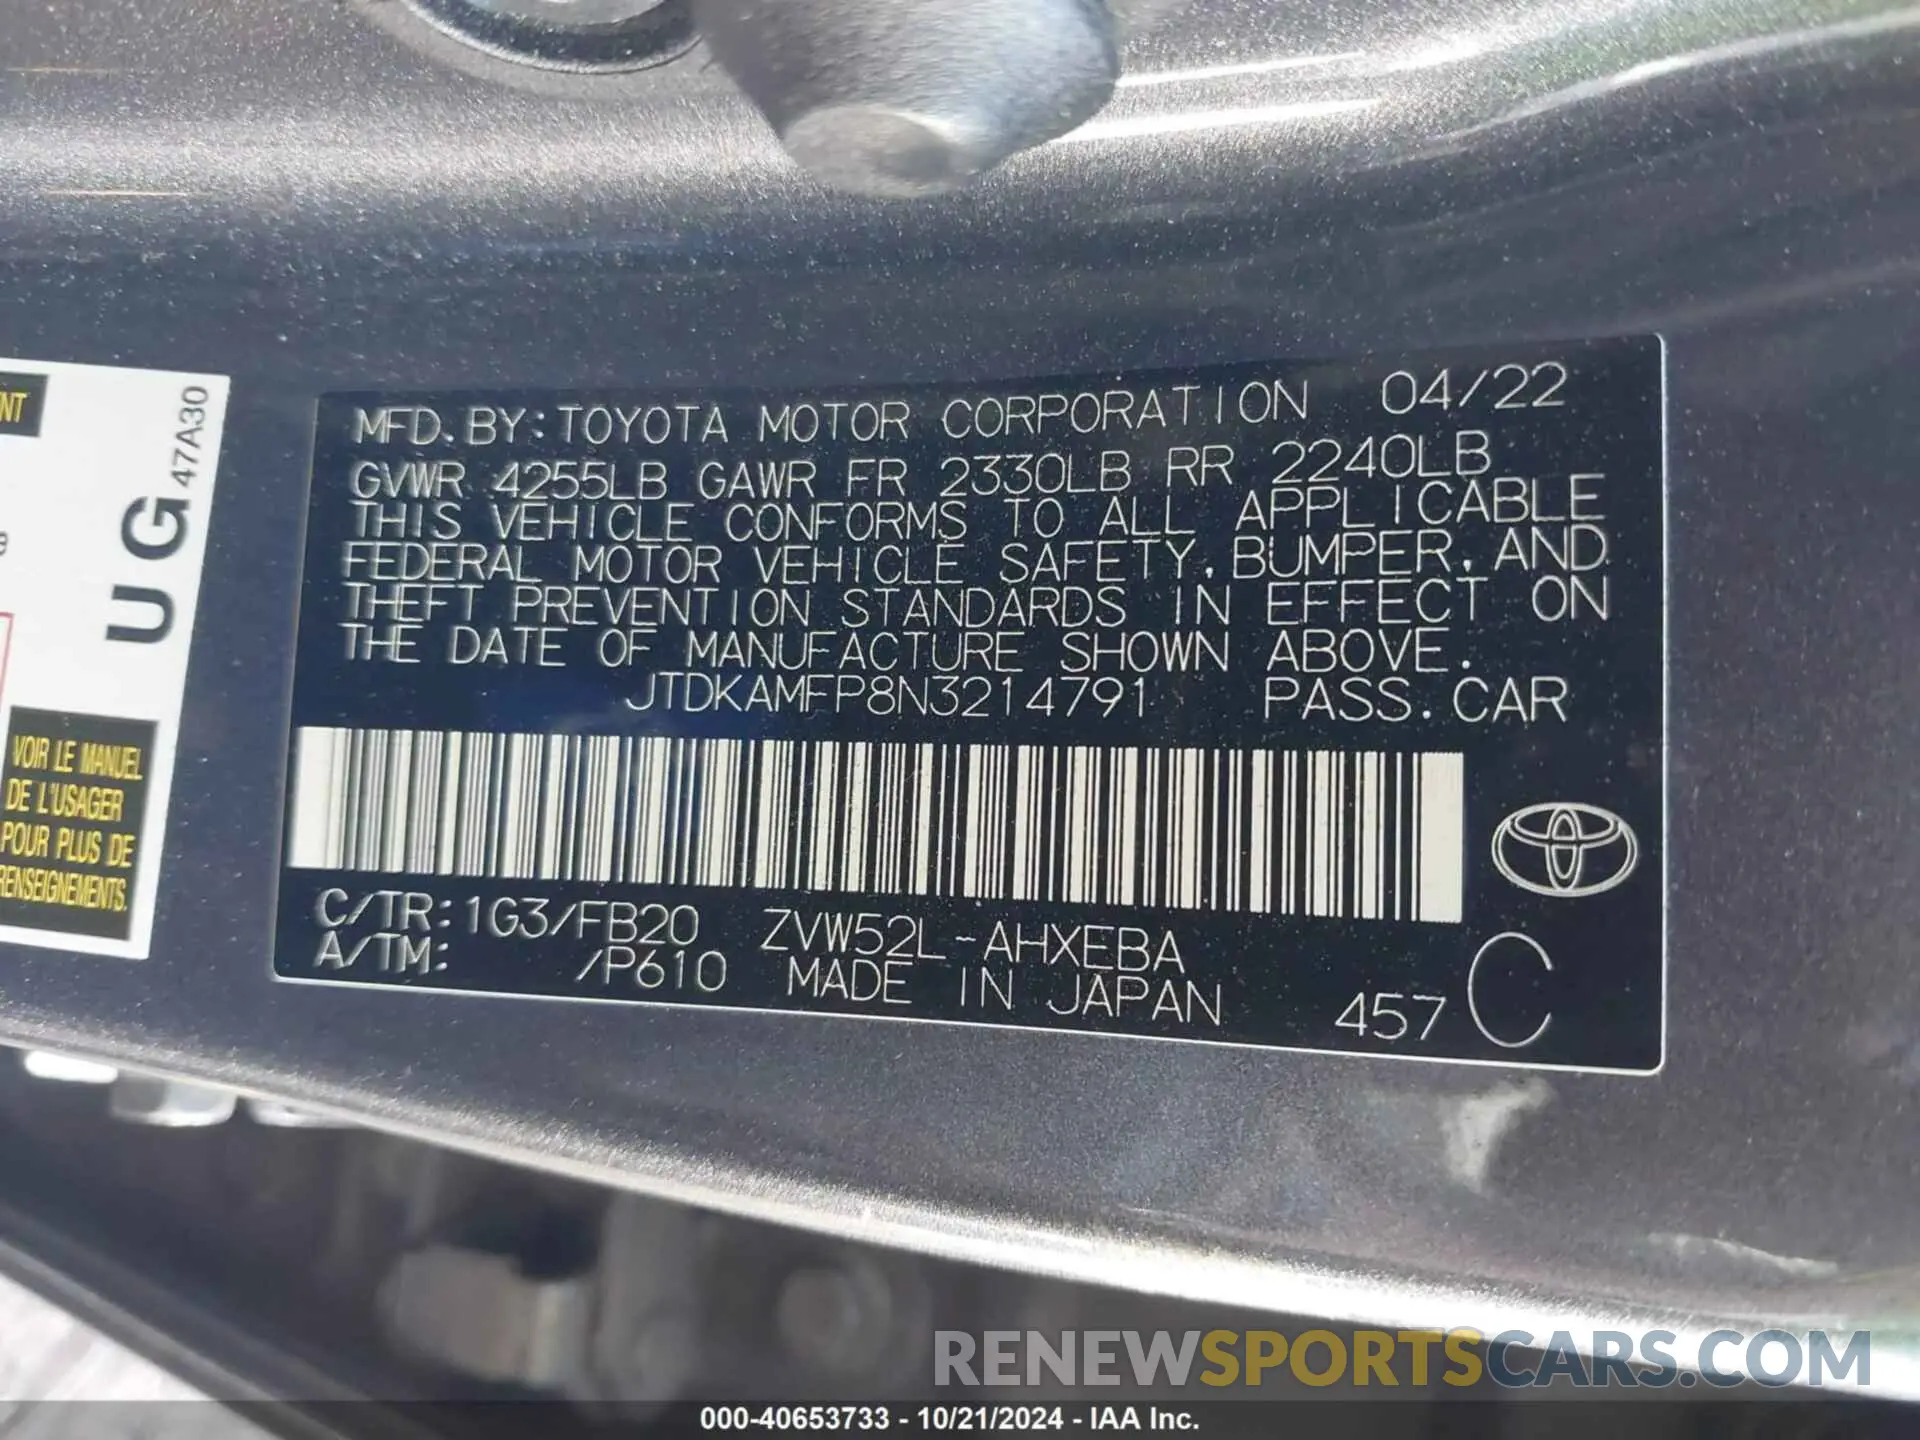 MFD. BY: TOYOTA MOTOR CORPORATION 04/22
GVWR 4255LB GAWR FR 2330LB RR 2240LB
THIS VEHICLE CONFORMS TO ALL APPLICABLE
FEDERAL MOTOR VEHICLE SAFETY, BUMPER, AND
THEFT PREVENTION STANDARDS IN EFFECT ON
THE DATE OF MANUFACTURE SHOWN ABOVE.
JTDKAMFP8N3214791 PASS. CAR
C/TR: 1G3/FB20 ZVW52L-AHXEBA
A/TM: /P610 MADE IN JAPAN 457 C
UG 47A30
VOIR LE MANUEL
DE L'USAGER
POUR PLUS DE
RENSEIGNEMENTS.
RENEWSPORTSCARS.COM
000-40653733 - 10/21/2024 - IAA Inc.